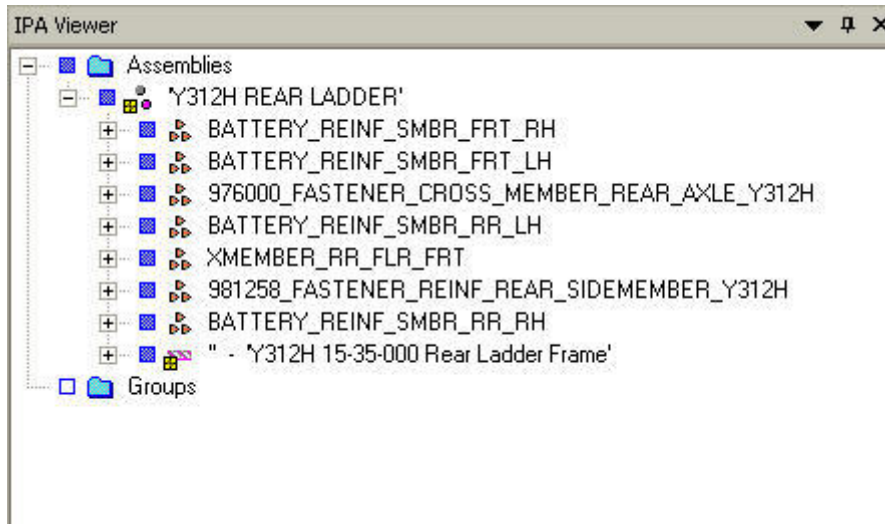 IPA Viewer
Assemblies
'Y312H REAR LADDER'
BATTERY_REINF_SMBR_FRT_RH
BATTERY_REINF_SMBR_FRT_LH
976000_FASTENER_CROSS_MEMBER_REAR_AXLE_Y312H
BATTERY_REINF_SMBR_RR_LH
XMEMBER_RR_FLR_FRT
981258_FASTENER_REINF_REAR_SIDEMEMBER_Y312H
BATTERY_REINF_SMBR_RR_RH
'' - 'Y312H 15-35-000 Rear Ladder Frame'
Groups